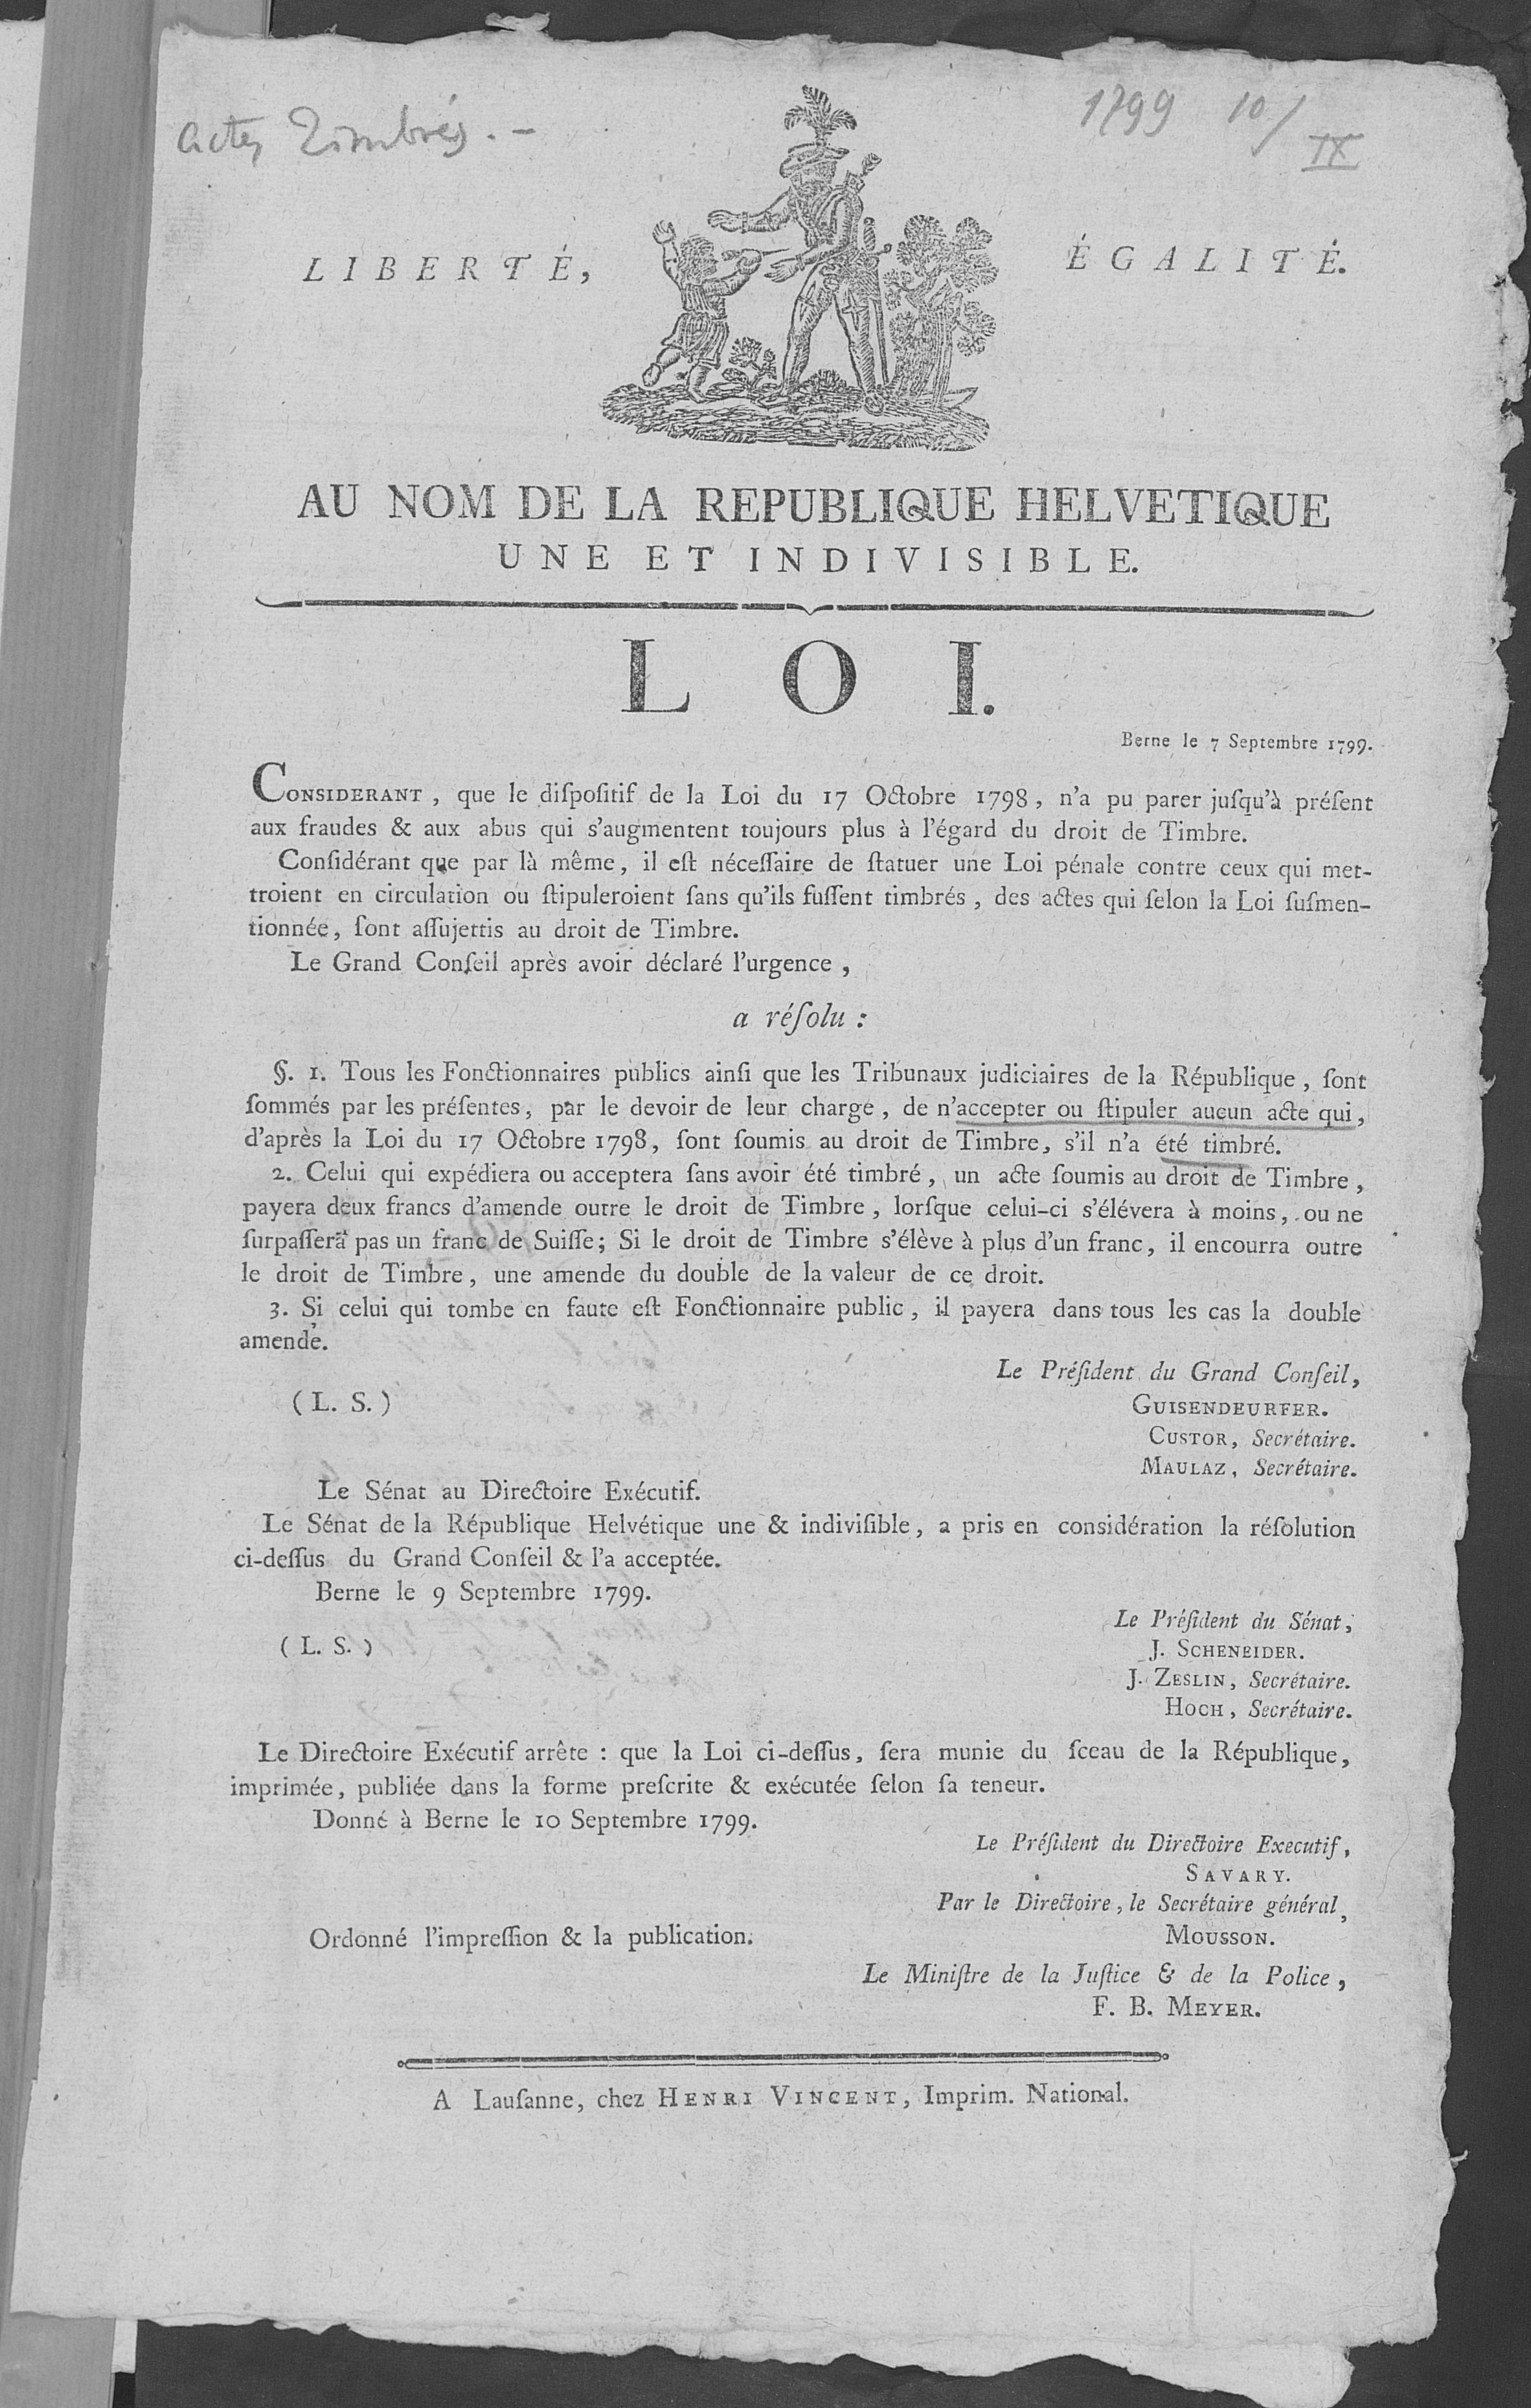 actes timbrés. -
1799 10/IX
LIBERTÉ, ÉGALITÉ.
AU NOM DE LA REPUBLIQUE HELVETIQUE
UNE ET INDIVISIBLE.
LOI.
Berne le 7 Septembre 1799.
CONSIDERANT, que le diſpoſitif de la Loi du 17 Octobre 1798, n'a pu parer juſqu'à préſent
aux fraudes & aux abus qui s'augmentent toujours plus à l'égard du droit de Timbre.
Conſidérant que par là même, il eſt néceſſaire de ſtatuer une Loi pénale contre ceux qui met-
troient en circulation ou ſtipuleroient ſans qu'ils fuſſent timbrés, des actes qui ſelon la Loi ſuſmen-
tionnée, ſont aſſujettis au droit de Timbre.
Le Grand Conſeil après avoir déclaré l'urgence,
a réſolu :
§. 1. Tous les Fonctionnaires publics ainſi que les Tribunaux judiciaires de la République, ſont
ſommés par les préſentes, par le devoir de leur charge, de n'accepter ou ſtipuler aucun acte qui,
d'après la Loi du 17 Octobre 1798, ſont ſoumis au droit de Timbre, s'il n'a été timbré.
2. Celui qui expédiera ou acceptera ſans avoir été timbré, un acte ſoumis au droit de Timbre,
payera deux francs d'amende outre le droit de Timbre, lorſque celui-ci s'élévera à moins, ou ne
ſurpaſſera pas un franc de Suiſſe; Si le droit de Timbre s'élève à plus d'un franc, il encourra outre
le droit de Timbre, une amende du double de la valeur de ce droit.
3. Si celui qui tombe en faute eſt Fonctionnaire public, il payera dans tous les cas la double
amende.
Le Préſident du Grand Conſeil,
(L. S.) GUISENDEURFER.
CUSTOR, Secrétaire.
MAULAZ, Secrétaire.
Le Sénat au Directoire Exécutif.
Le Sénat de la République Helvétique une & indiviſible, a pris en conſidération la réſolution
ci-deſſus du Grand Conſeil & l'a acceptée.
Berne le 9 Septembre 1799.
Le Préſident du Sénat,
(L. S.) J. SCHENEIDER.
J. ZESLIN, Secrétaire.
HOCH, Secrétaire.
Le Directoire Exécutif arrête : que la Loi ci-deſſus, ſera munie du ſceau de la République,
imprimée, publiée dans la forme preſcrite & exécutée ſelon ſa teneur.
Donné à Berne le 10 Septembre 1799.
Le Préſident du Directoire Executif,
SAVARY.
Par le Directoire, le Secrétaire général,
Ordonné l'impreſſion & la publication. MOUSSON.
Le Miniſtre de la Juſtice & de la Police,
F. B. MEYER.
A Lauſanne, chez HENRI VINCENT, Imprim. National.